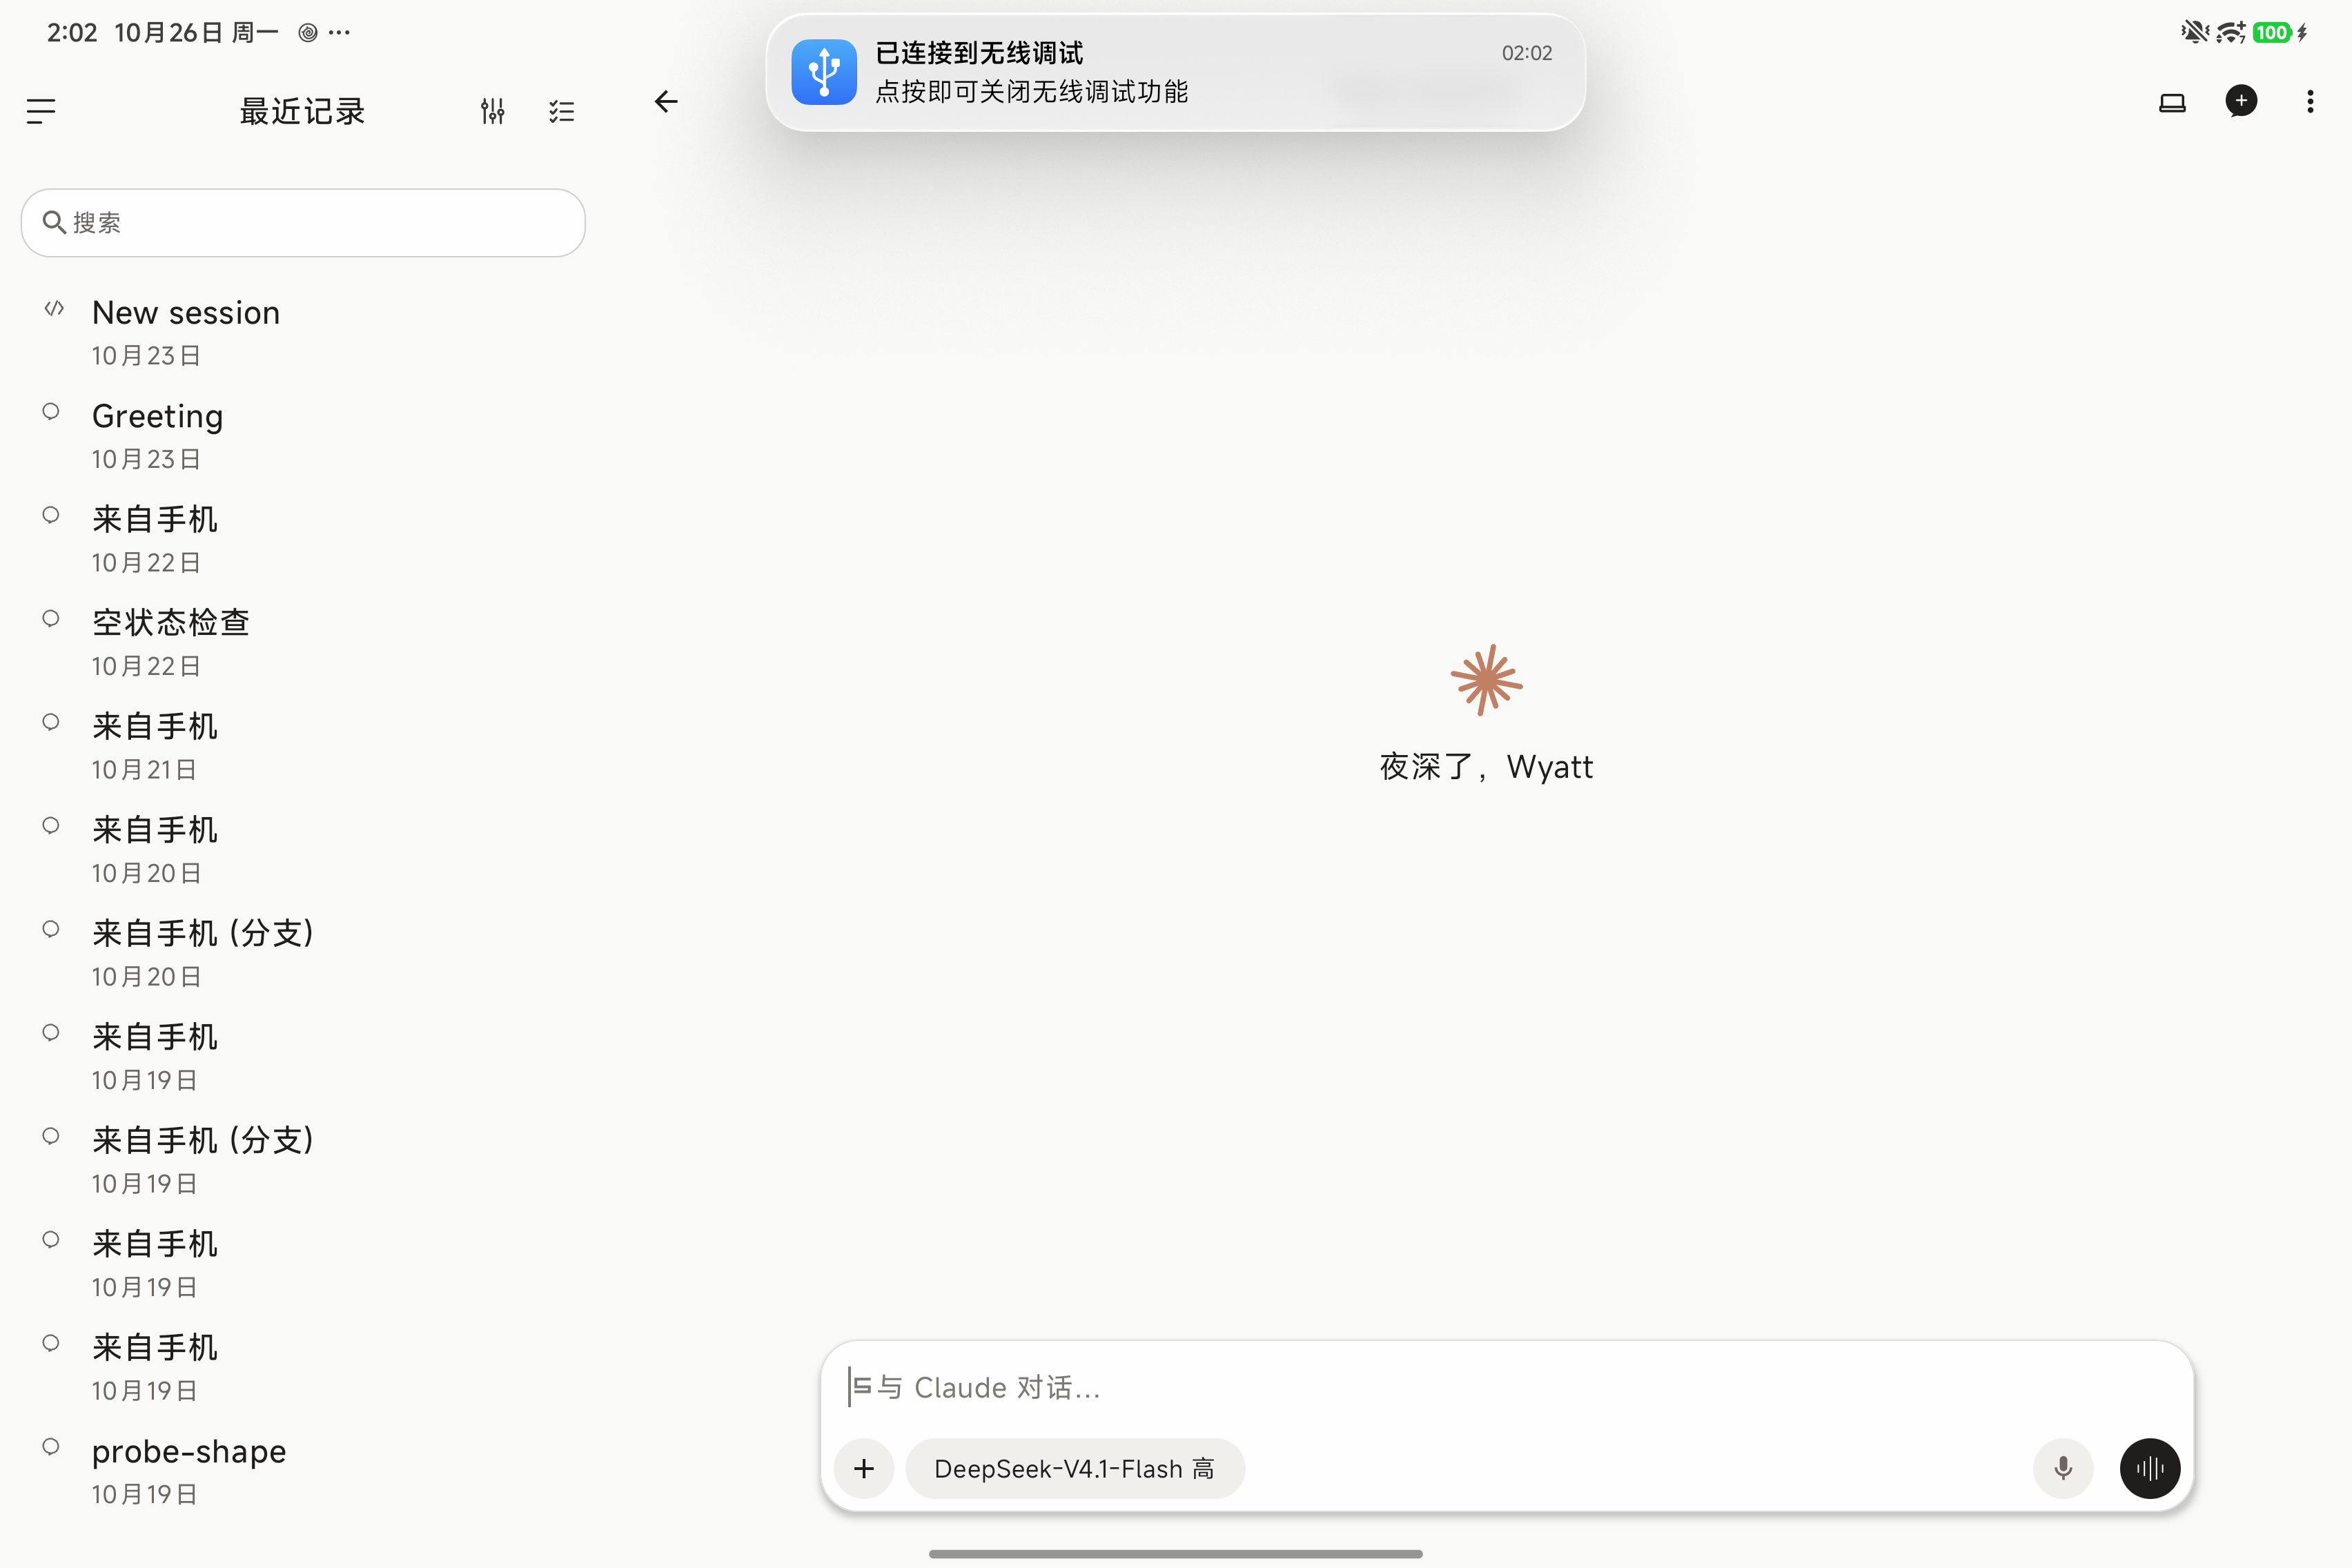 2:02 10月26日 周一
100
已连接到无线调试
02:02
点按即可关闭无线调试功能
最近记录
搜索
New session
10月23日
Greeting
10月23日
来自手机
10月22日
空状态检查
10月22日
来自手机
10月21日
来自手机
10月20日
来自手机 (分支)
10月20日
来自手机
10月19日
来自手机 (分支)
10月19日
来自手机
10月19日
来自手机
10月19日
probe-shape
10月19日
夜深了，Wyatt
与 Claude 对话...
DeepSeek-V4.1-Flash 高